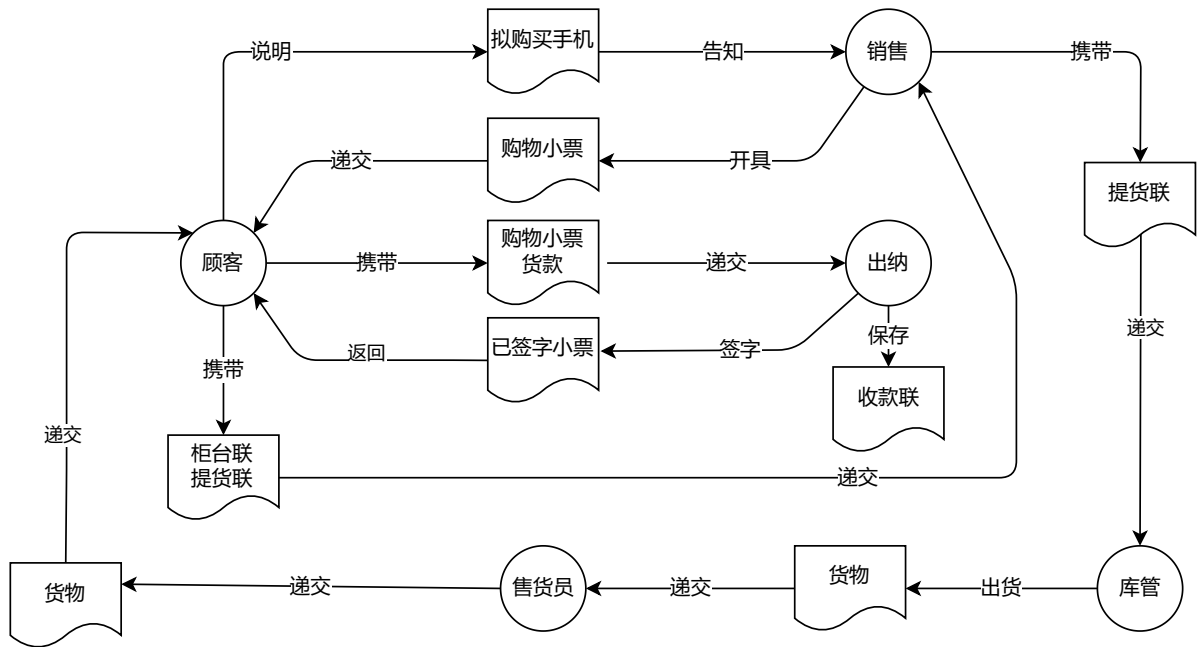 说明
拟购买手机
告知
销售
携带
递交
购物小票
开具
提货联
顾客
携带
购物小票
货款
递交
出纳
递交
返回
已签字小票
签字
保存
携带
收款联
递交
柜台联
提货联
递交
货物
递交
售货员
递交
货物
出货
库管